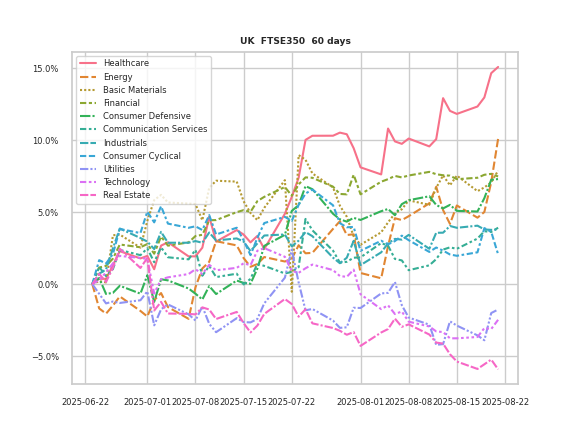 UK FTSE350 60 days
15.0%
10.0%
5.0%
0.0%
−5.0%
Healthcare
Energy
Basic Materials
Financial
Consumer Defensive
Communication Services
Industrials
Consumer Cyclical
Utilities
Technology
Real Estate
2025-06-22 2025-07-01 2025-07-08 2025-07-15 2025-07-22 2025-08-01 2025-08-08 2025-08-15 2025-08-22